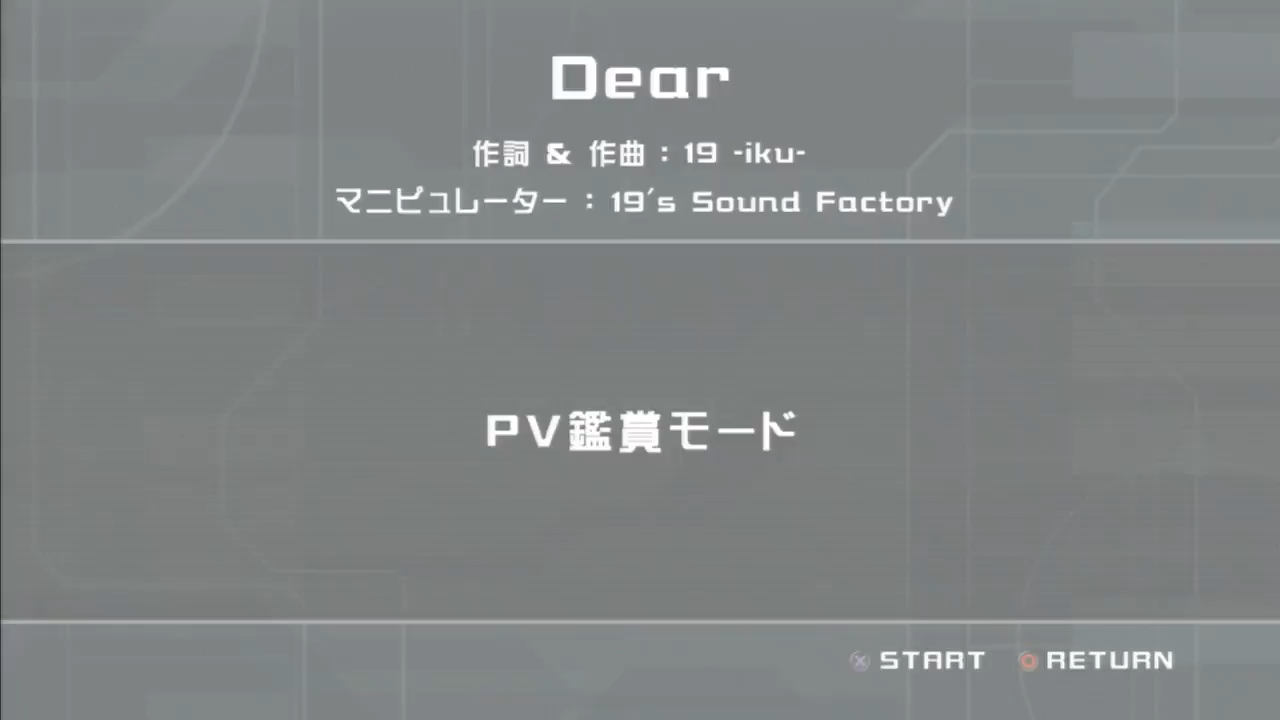 Dear
作詞 & 作曲 : 19 -iku-
マニピュレーター : 19's Sound Factory
PV鑑賞モード
START RETURN